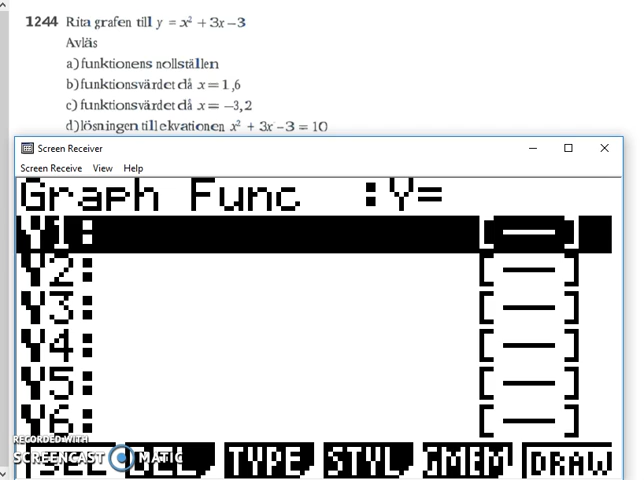 1244 Rita grafen till y = x² + 3x − 3
Avläs
a) funktionens nollställen
b) funktionsvärdet då x = 1,6
c) funktionsvärdet då x = −3,2
d) lösningen till ekvationen x² + 3x − 3 = 10
Screen Receiver
Screen Receive View Help
Graph Func :Y=
Y1: [—]
Y2: [—]
Y3: [—]
Y4: [—]
Y5: [—]
Y6: [—]
RECORDED WITH
SCREENCAST MATIC
SEL DEL TYPE STYL GMEM DRAW